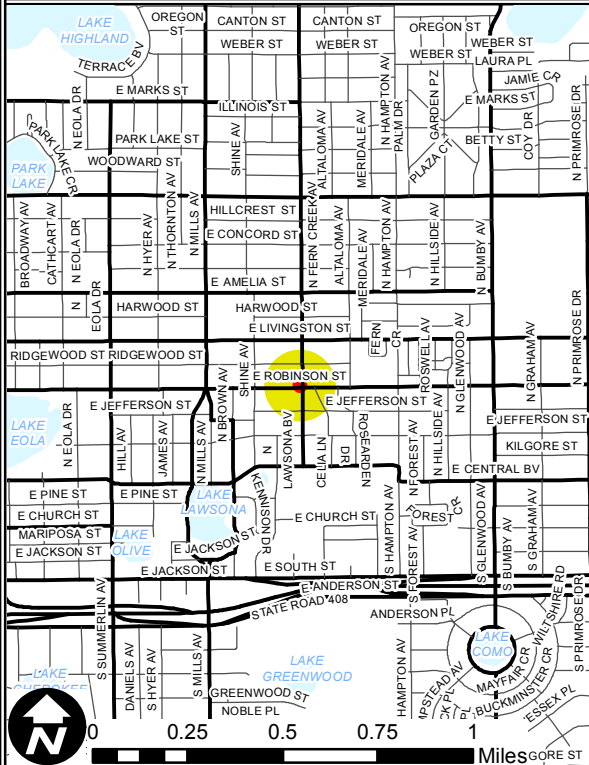 LAKE
HIGHLAND
OREGON
ST
CANTON ST
CANTON ST
OREGON ST
WEBER ST
WEBER ST
WEBER ST
WEBER ST
LAURA PL
TERRACE BV
JAMIE CR
E MARKS ST
ILLINOIS ST
E MARKS ST
N EOLA DR
PARK LAKE CR
PARK LAKE ST
SHINE AV
ALTALOMA AV
MERIDALE AV
N HAMPTON AV
PALM DR
GARDEN PZ
PLAZA CT
BETTY ST
COY DR
N PRIMROSE DR
WOODWARD ST
PARK
LAKE
BROADWAY AV
CATHCART AV
N EOLA DR
N HYER AV
N THORNTON AV
N MILLS AV
HILLCREST ST
E CONCORD ST
N FERN CREEK AV
ALTALOMA AV
MERIDALE AV
N HAMPTON AV
N HILLSIDE AV
N BUMBY AV
E AMELIA ST
N
EOLA DR
HARWOOD ST
HARWOOD ST
E LIVINGSTON ST
FERN
CR
ROSWELL AV
N GLENWOOD AV
N GRAHAM AV
N PRIMROSE DR
RIDGEWOOD ST
RIDGEWOOD ST
SHINE AV
E ROBINSON ST
E JEFFERSON ST
E JEFFERSON ST
E JEFFERSON ST
LAKE
EOLA
N EOLA DR
HILL AV
JAMES AV
N MILLS AV
N BROWN AV
N
LAWSONA BV
CELIA LN
DR
ROSEARDEN
N FOREST AV
N HILLSIDE AV
KILGORE ST
E CENTRAL BV
E PINE ST
E PINE ST
LAKE
LAWSONA
KENNISON DR
E CHURCH ST
E CHURCH ST
S HAMPTON AV
FOREST
CR
S GLENWOOD AV
S BUMBY AV
S GRAHAM AV
MARIPOSA ST
LAKE
OLIVE
E JACKSON ST
E JACKSON ST
E JACKSON ST
E SOUTH ST
S FOREST AV
E ANDERSON ST
STATE ROAD 408
ANDERSON PL
WILTSHIRE RD
S PRIMROSE DR
S SUMMERLIN AV
DANIELS AV
S HYER AV
S MILLS AV
LAKE
GREENWOOD
LAKE
COMO
HAMPTON AV
MPSTEAD AV
CK PL
PL
MAYFAIR CR
BUCKMINSTER CR
ESSEX PL
LAKE
CHEROKEE
GREENWOOD ST
NOBLE PL
N
0
0.25
0.5
0.75
1
Miles
GORE ST